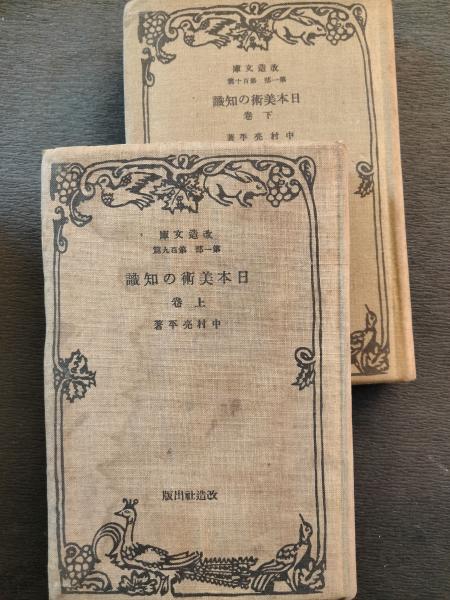 改造文庫
第一部 第百十篇
日本美術の知識
下卷
中村亮平著
改造文庫
第一部 第百九篇
日本美術の知識
上卷
中村亮平著
改造社出版